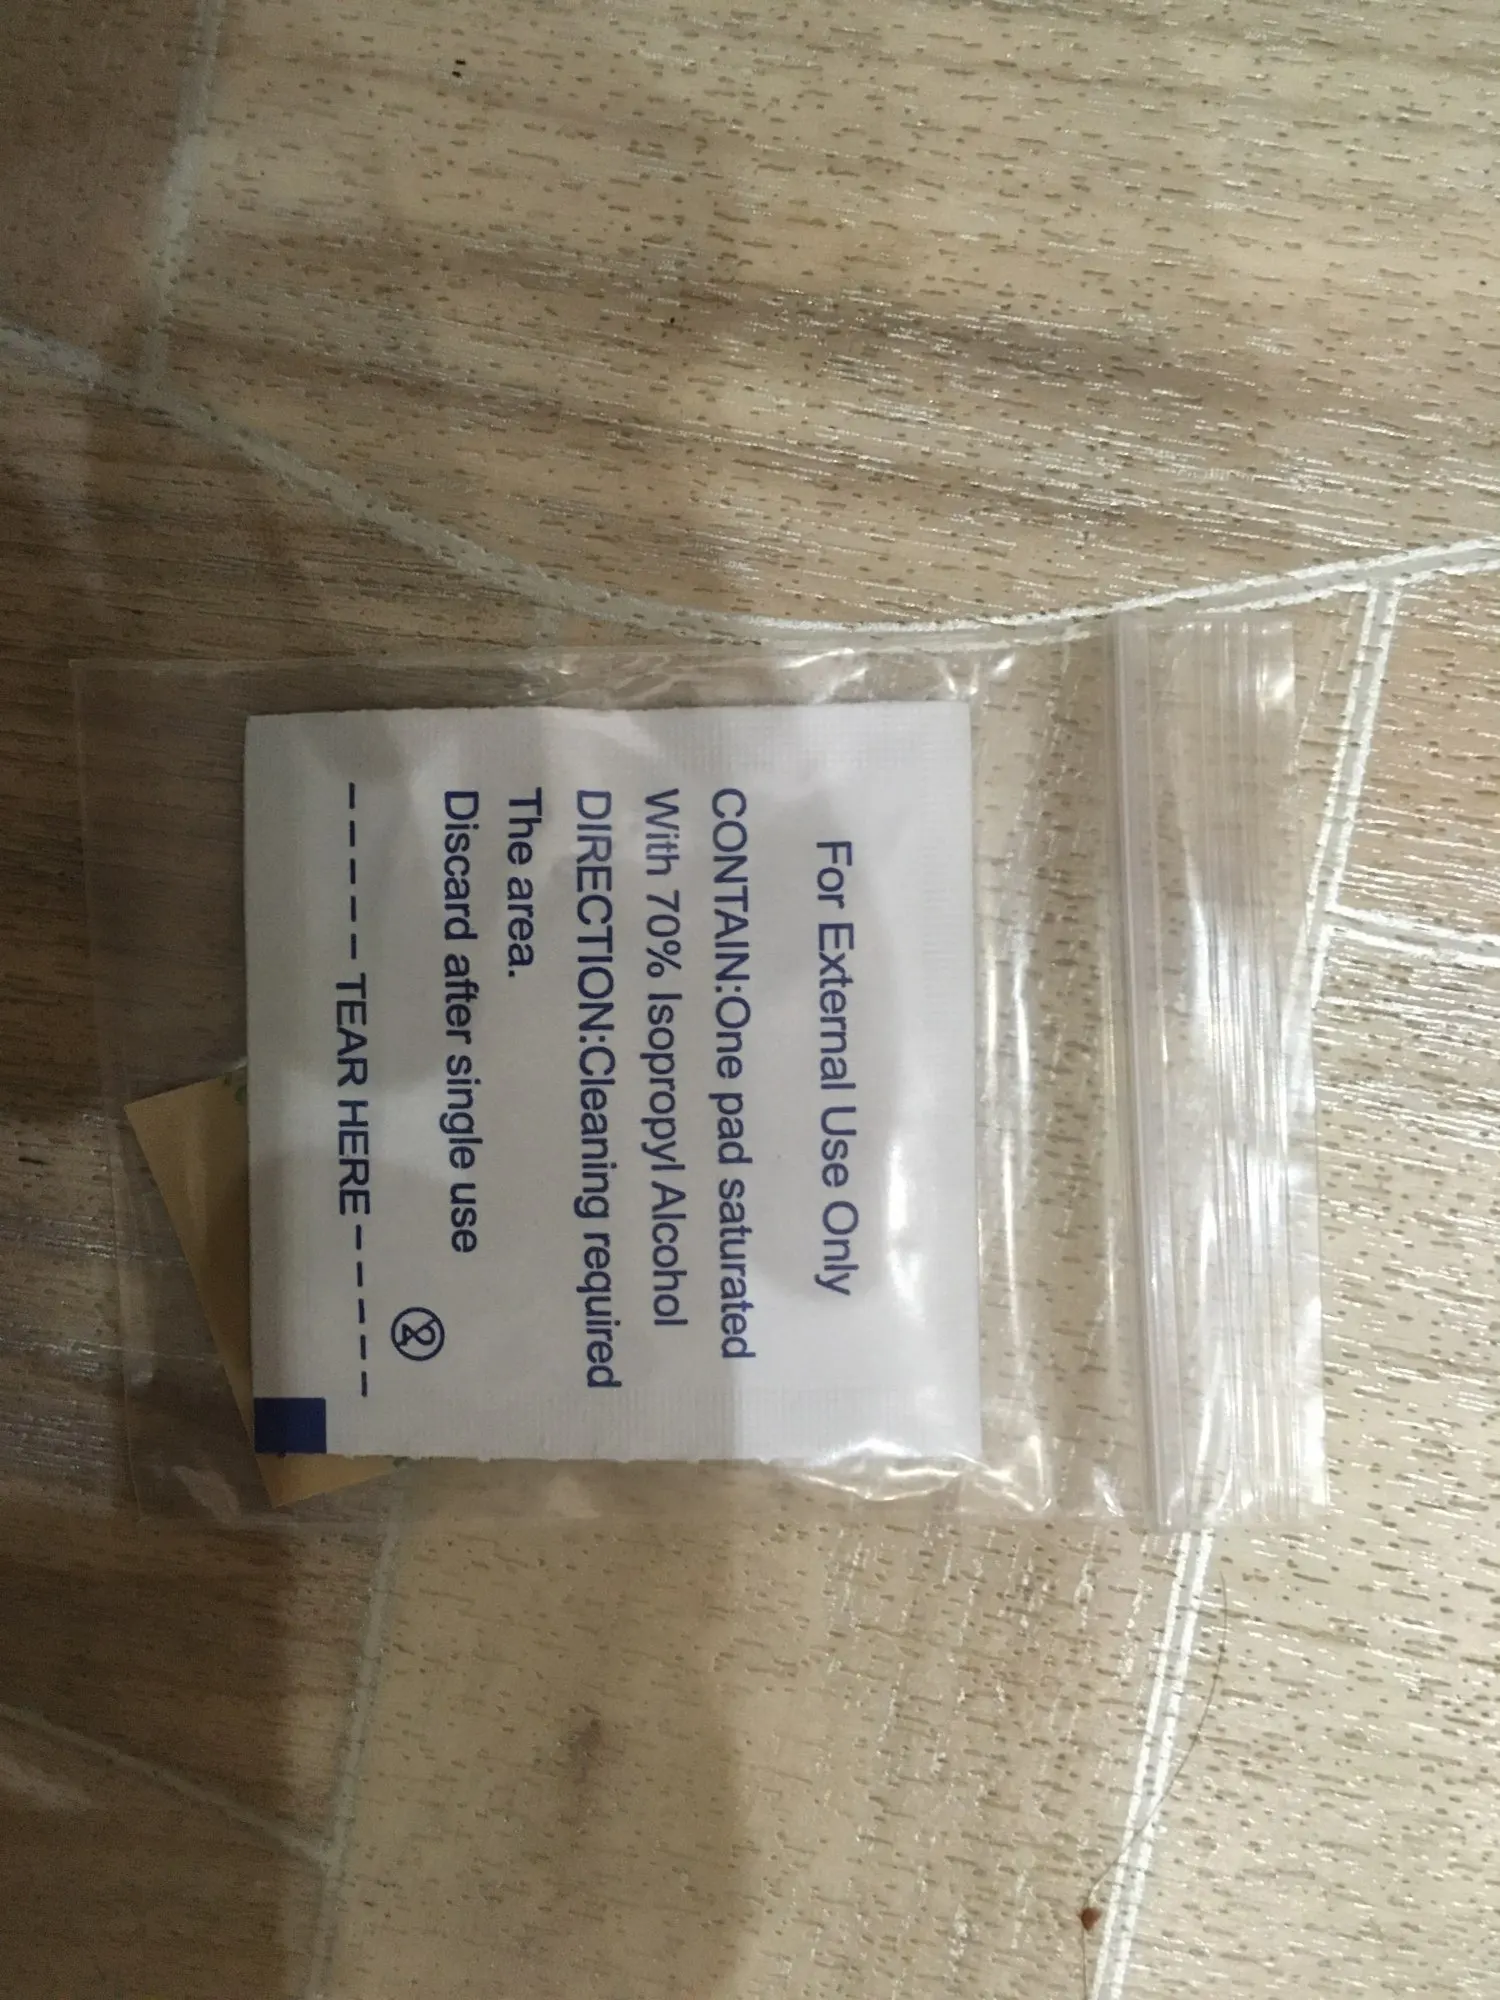 For External Use Only
CONTAIN:One pad saturated
With 70% Isopropyl Alcohol
DIRECTION:Cleaning required
The area.
Discard after single use
-----TEAR HERE-----